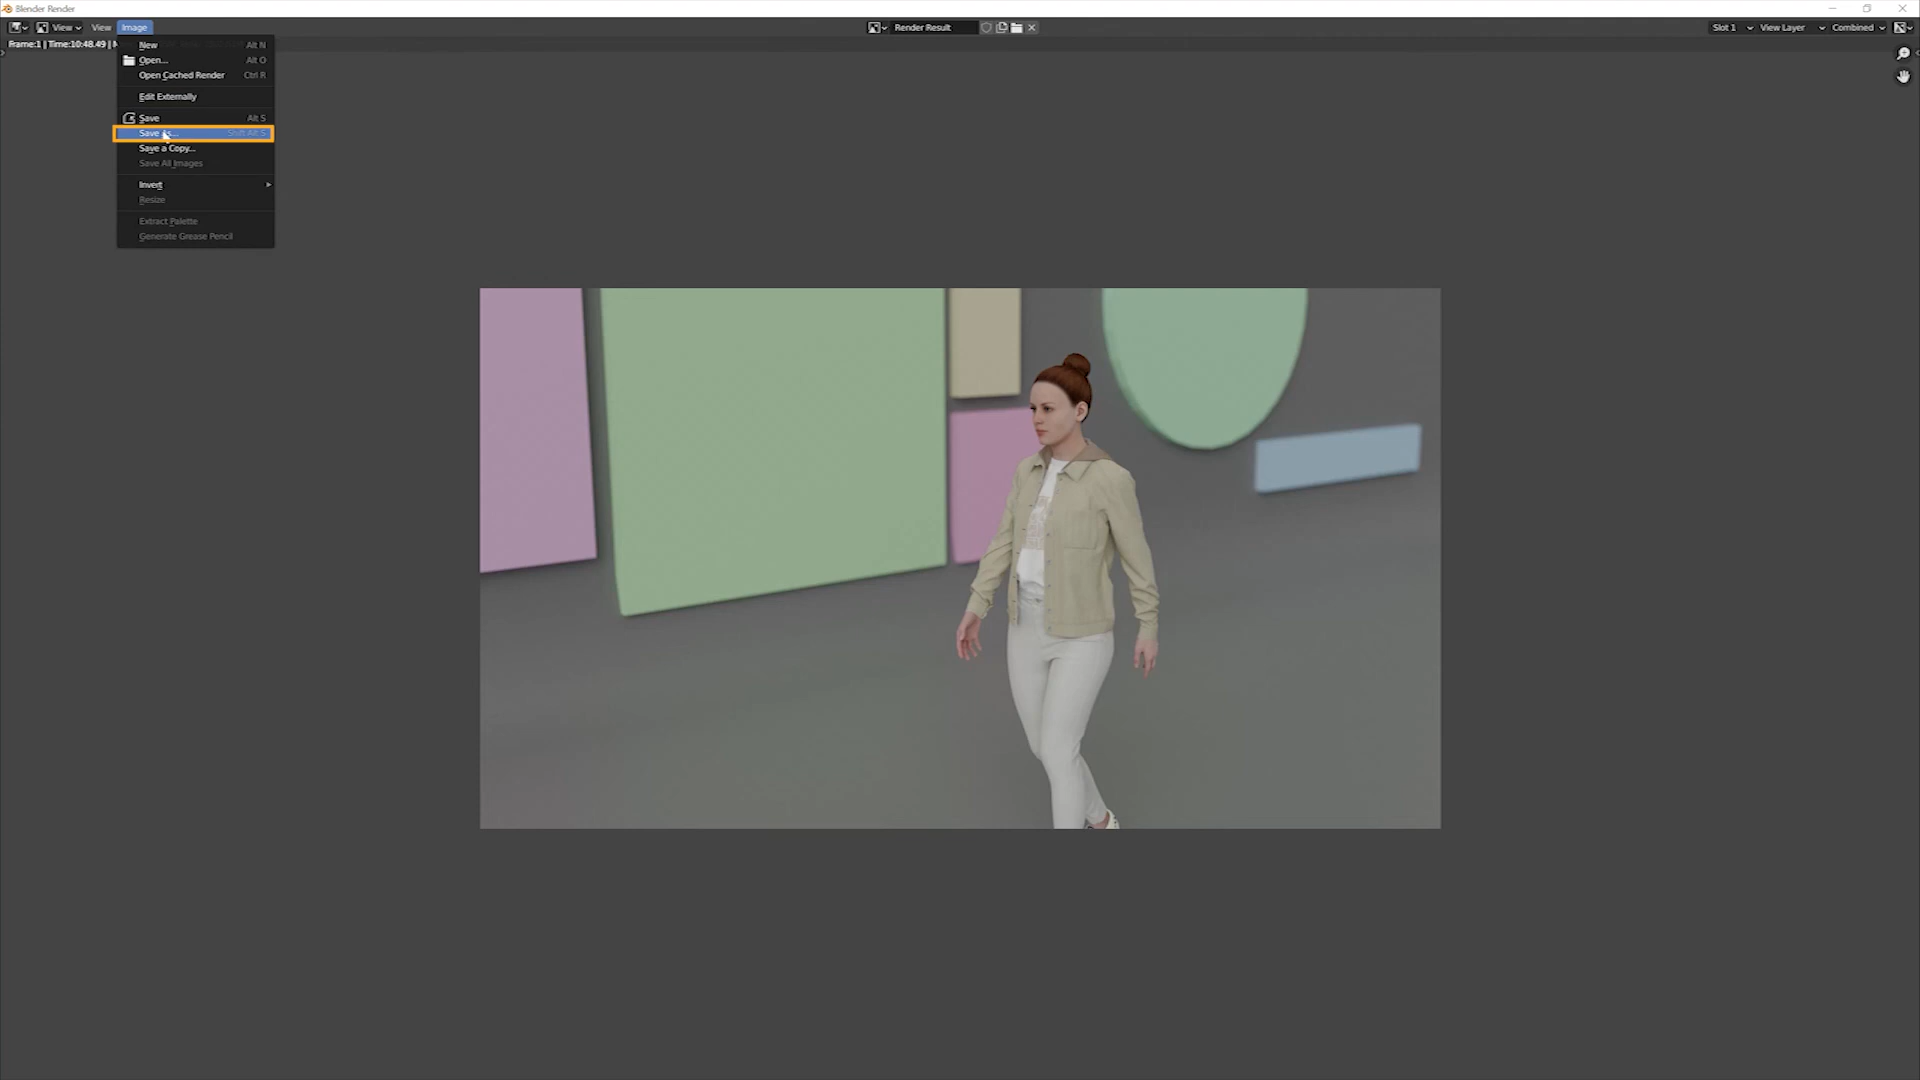 Blender Render
View View Image Render Result Slot 1 View Layer Combined
Frame:1 | Time:10:48.49 |
New Alt N
Open... Alt O
Open Cached Render Ctrl R
Edit Externally
Save Alt S
Save As... Shift Alt S
Save a Copy...
Save All Images
Invert
Resize
Extract Palette
Generate Grease Pencil